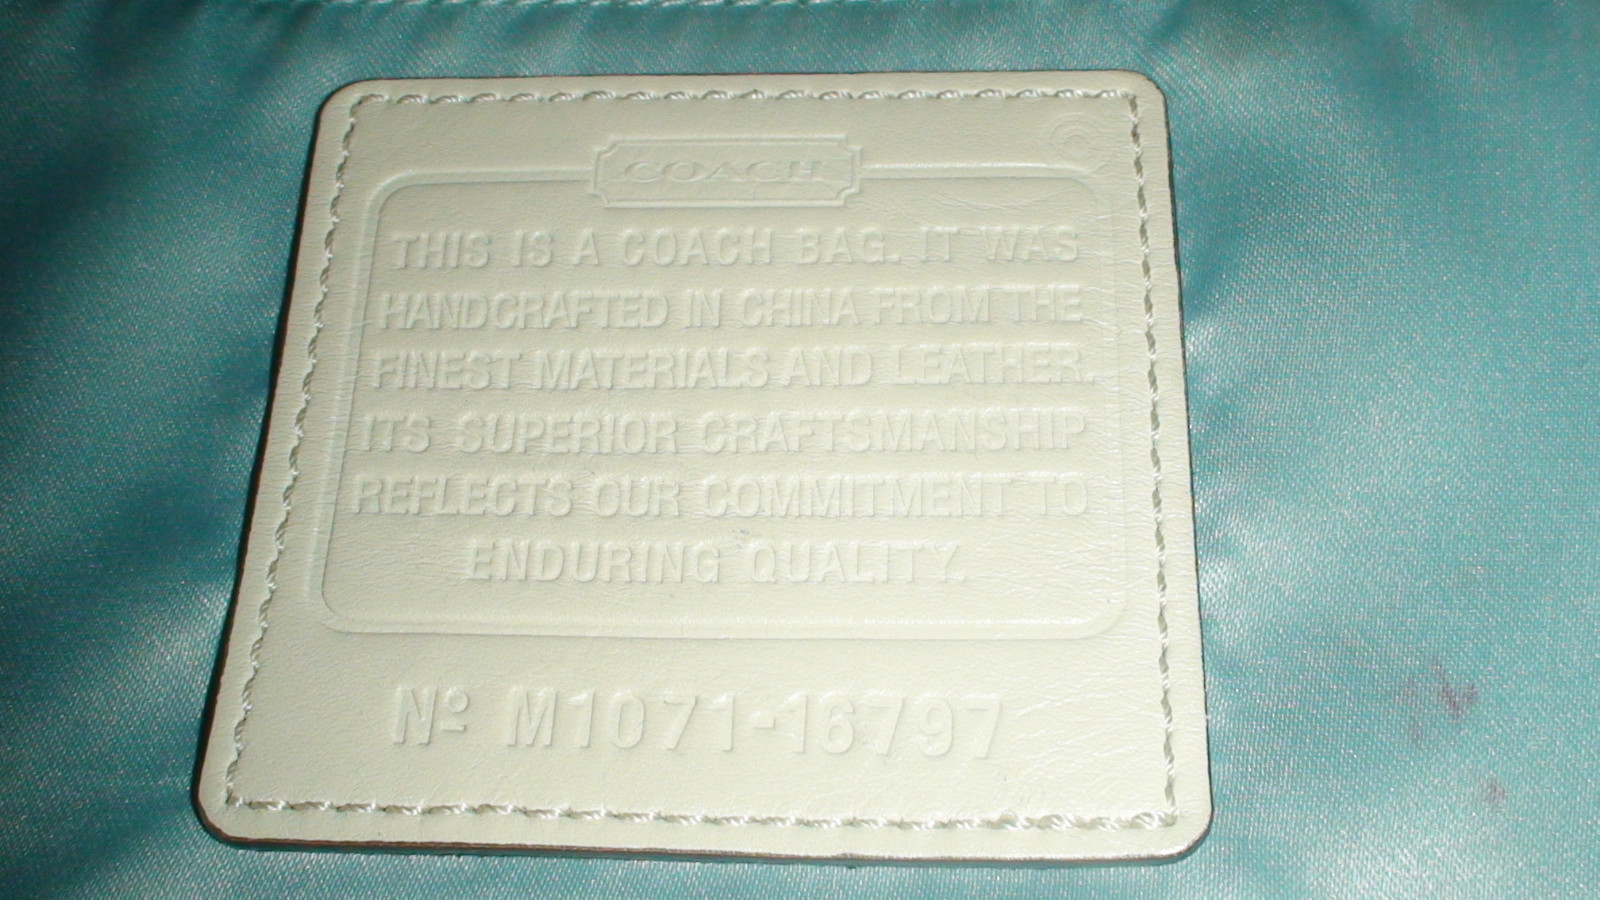 COACH
THIS IS A COACH BAG. IT WAS
HANDCRAFTED IN CHINA FROM THE
FINEST MATERIALS AND LEATHER.
ITS SUPERIOR CRAFTSMANSHIP
REFLECTS OUR COMMITMENT TO
ENDURING QUALITY.
Nº M1071-16797